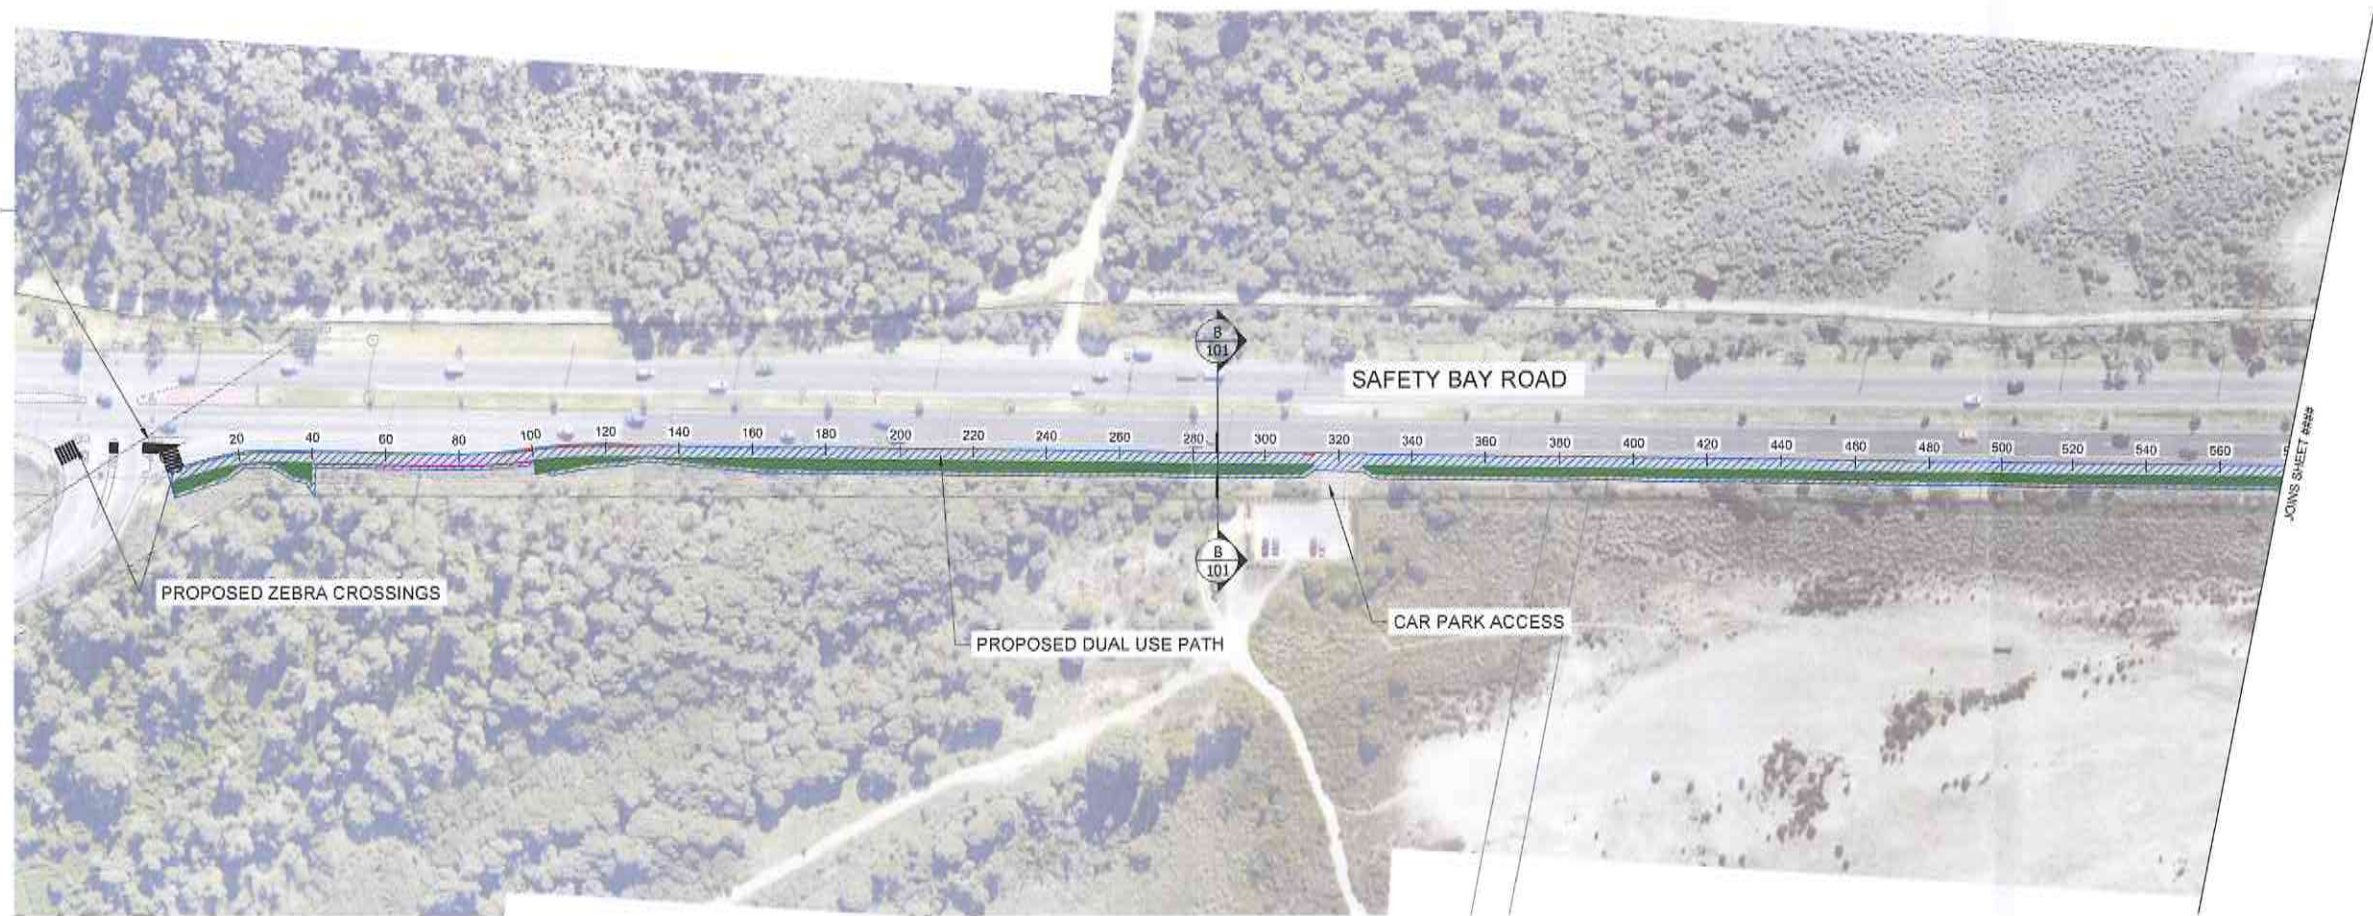 B
101
SAFETY BAY ROAD
20 40 60 80 100 120 140 160 180 200 220 240 260 280 300 320 340 360 380 400 420 440 460 480 500 520 540 560
JOINS SHEET ####
B
101
PROPOSED ZEBRA CROSSINGS
CAR PARK ACCESS
PROPOSED DUAL USE PATH